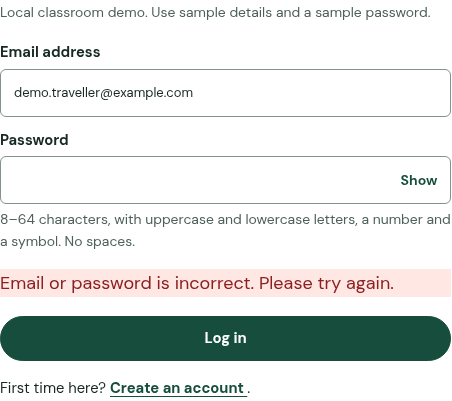 Local classroom demo. Use sample details and a sample password.
Email address
demo.traveller@example.com
Password
Show
8–64 characters, with uppercase and lowercase letters, a number and
a symbol. No spaces.
Email or password is incorrect. Please try again.
Log in
First time here? Create an account .